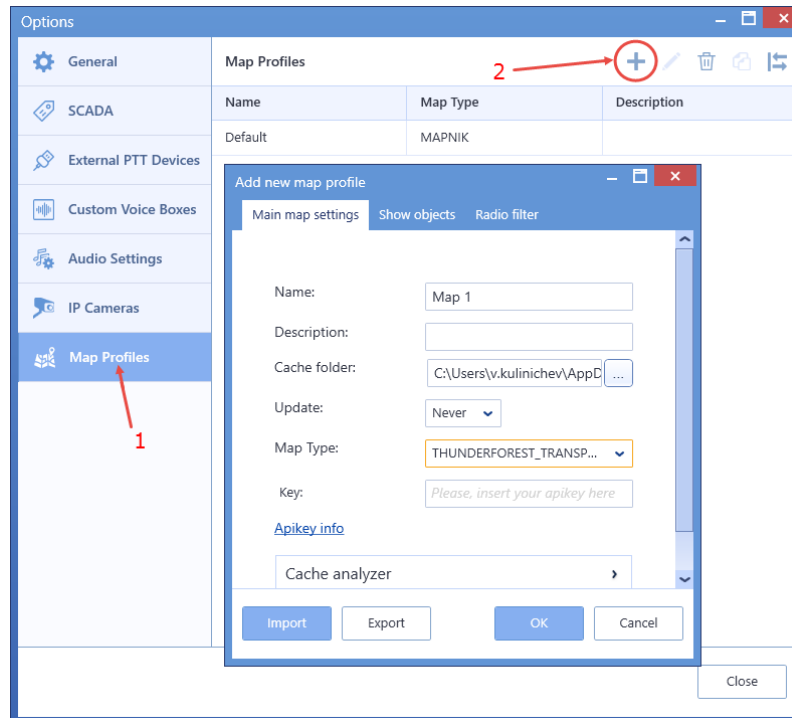 Options
General
SCADA
External PTT Devices
Custom Voice Boxes
Audio Settings
IP Cameras
Map Profiles
1
Map Profiles
2
Name Map Type Description
Default MAPNIK
Add new map profile
Main map settings Show objects Radio filter
Name: Map 1
Description:
Cache folder: C:\Users\v.kulinichev\AppD ...
Update: Never
Map Type: THUNDERFOREST_TRANSP...
Key: Please, insert your apikey here
Apikey info
Cache analyzer
Import Export OK Cancel
Close